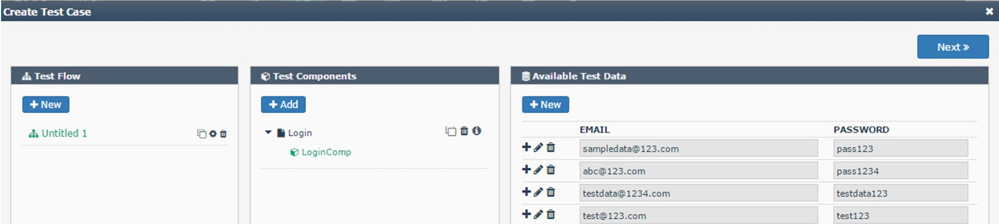 Create Test Case
Next »
Test Flow
New
Untitled 1
Test Components
Add
Login
LoginComp
Available Test Data
New
EMAIL PASSWORD
sampledata@123.com pass123
abc@123.com pass1234
testdata@1234.com testdata123
test@123.com test123